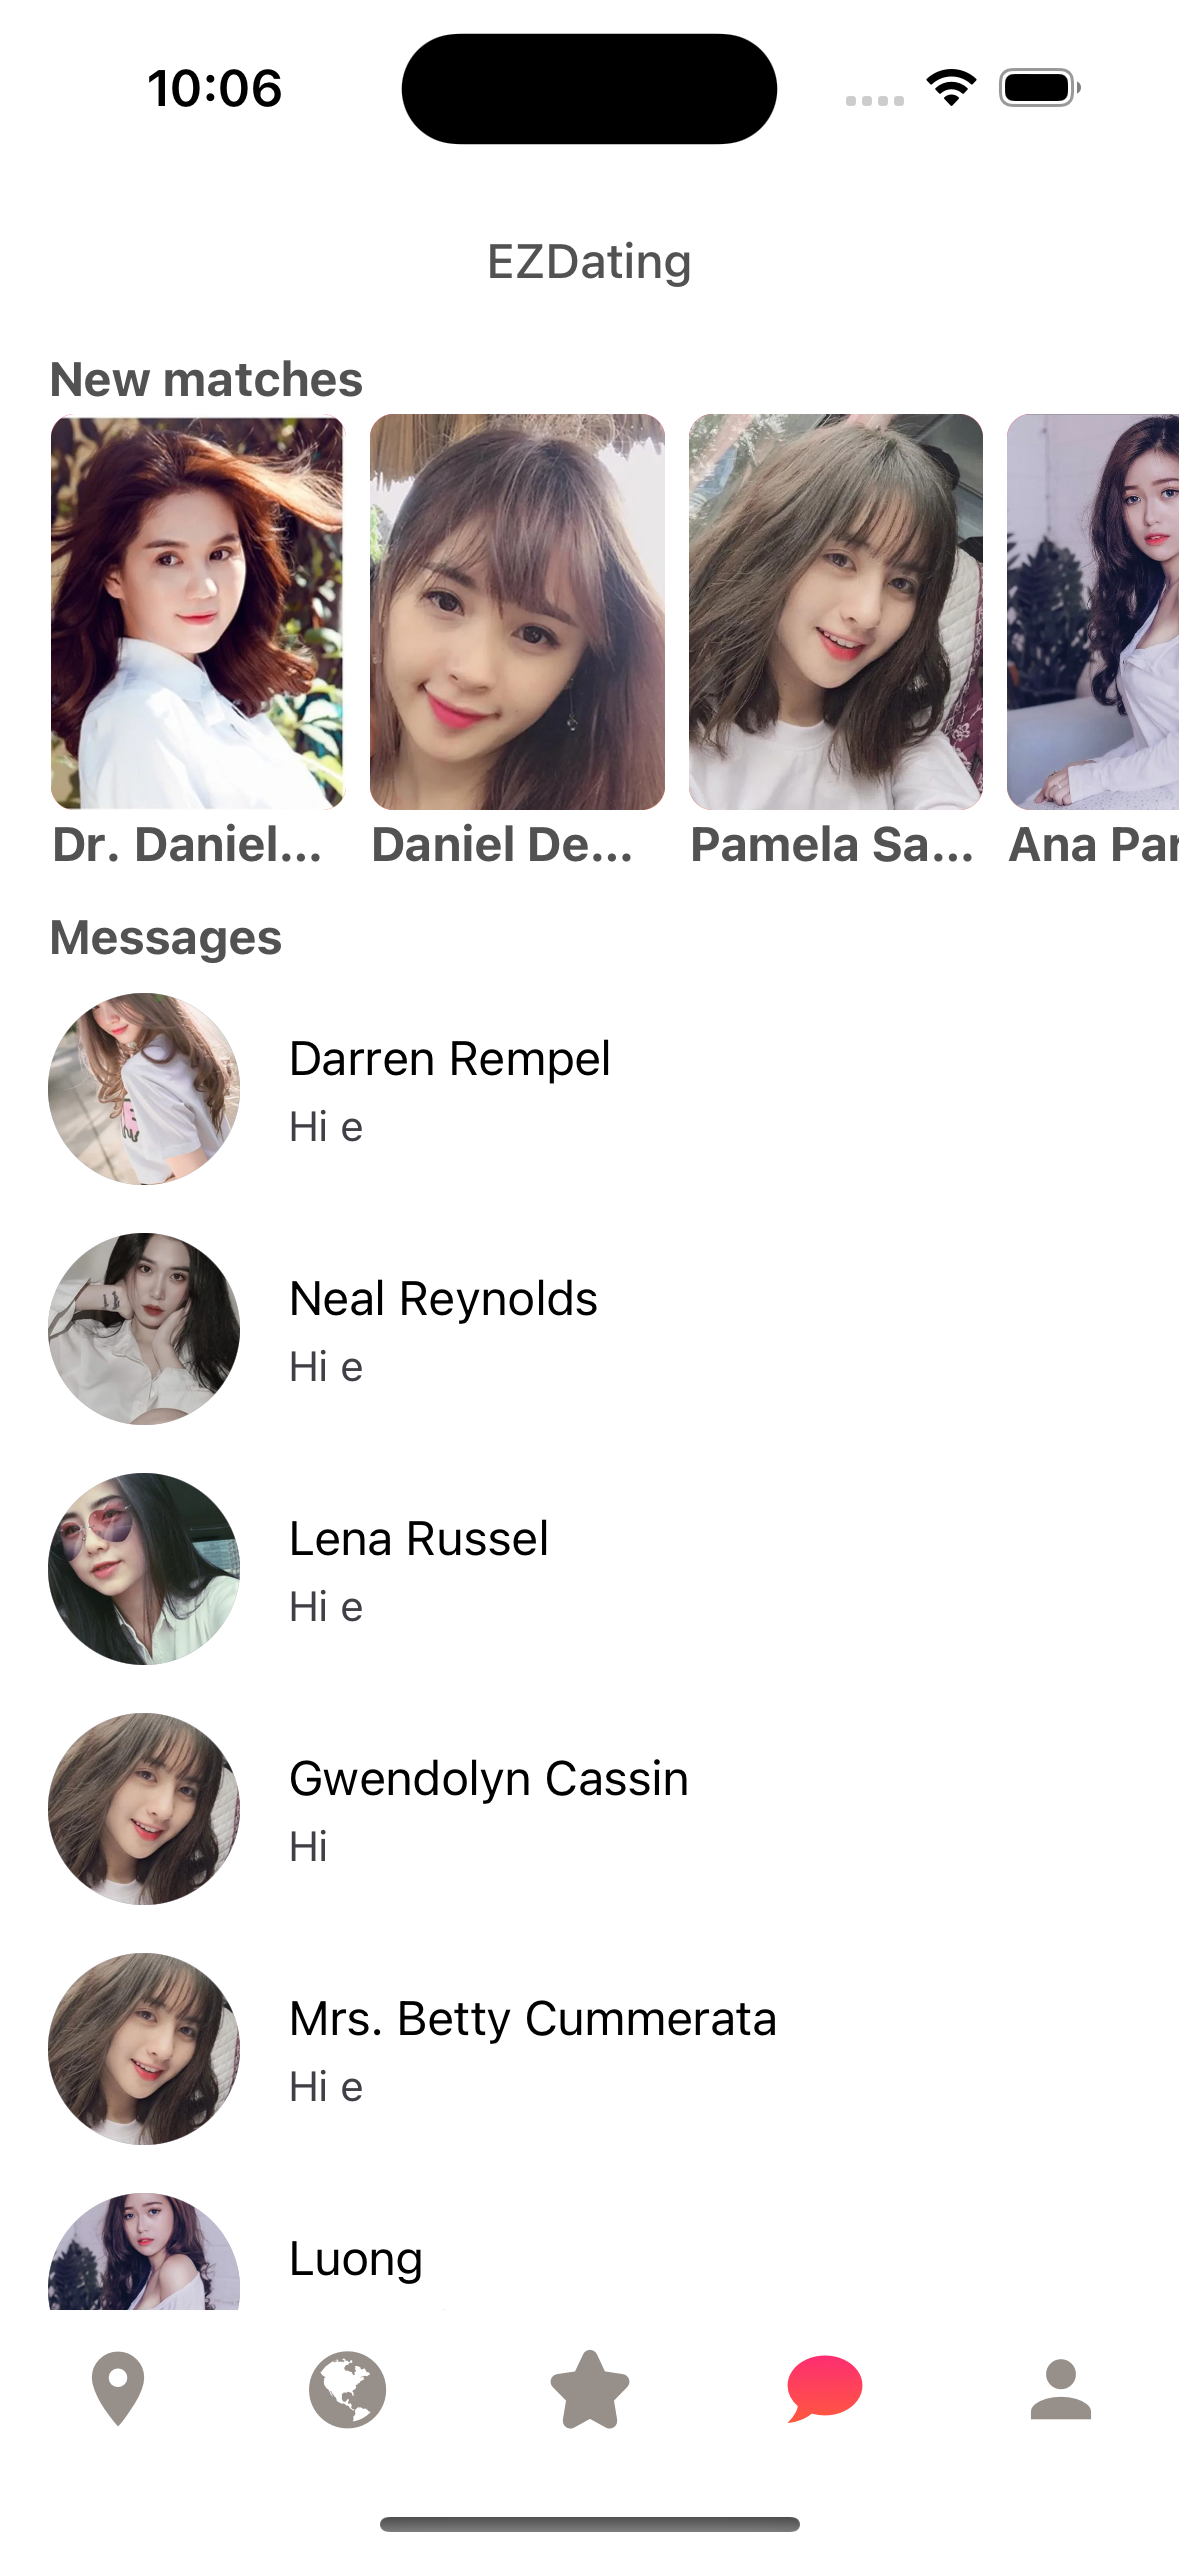 10:06
EZDating
New matches
Dr. Daniel...
Daniel De...
Pamela Sa...
Ana Par
Messages
Darren Rempel
Hi e
Neal Reynolds
Hi e
Lena Russel
Hi e
Gwendolyn Cassin
Hi
Mrs. Betty Cummerata
Hi e
Luong